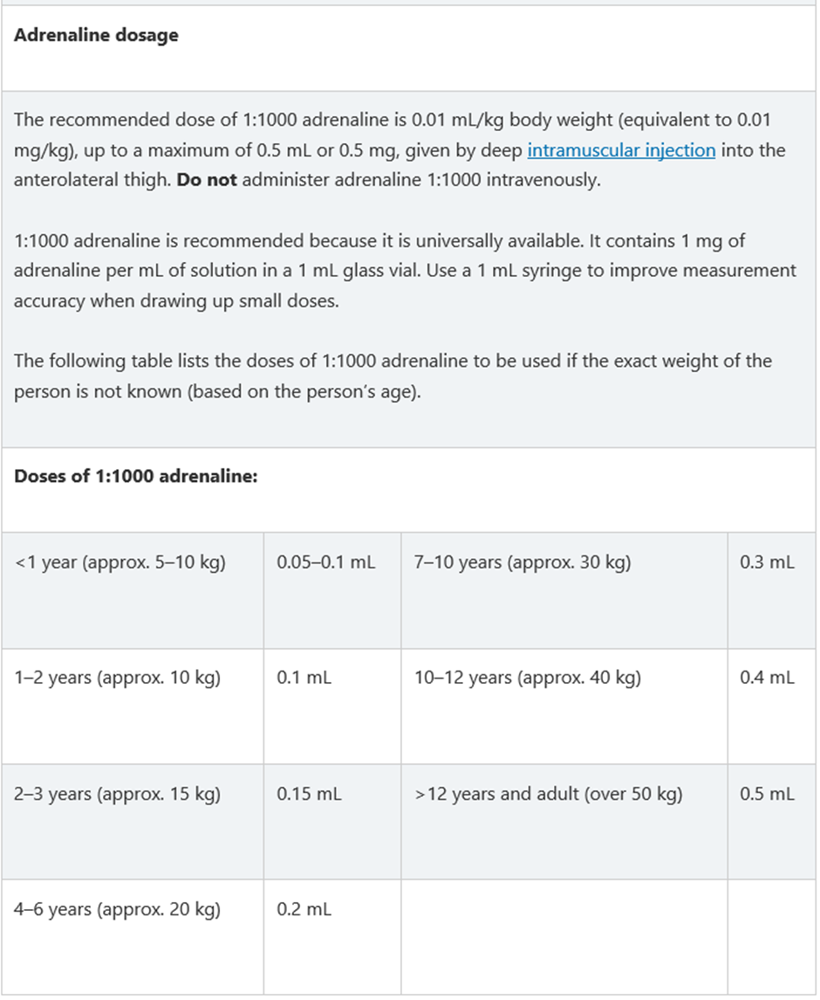 Adrenaline dosage
The recommended dose of 1:1000 adrenaline is 0.01 mL/kg body weight (equivalent to 0.01
mg/kg), up to a maximum of 0.5 mL or 0.5 mg, given by deep intramuscular injection into the
anterolateral thigh. Do not administer adrenaline 1:1000 intravenously.
1:1000 adrenaline is recommended because it is universally available. It contains 1 mg of
adrenaline per mL of solution in a 1 mL glass vial. Use a 1 mL syringe to improve measurement
accuracy when drawing up small doses.
The following table lists the doses of 1:1000 adrenaline to be used if the exact weight of the
person is not known (based on the person’s age).
Doses of 1:1000 adrenaline:
<1 year (approx. 5–10 kg) 0.05–0.1 mL 7–10 years (approx. 30 kg) 0.3 mL
1–2 years (approx. 10 kg) 0.1 mL 10–12 years (approx. 40 kg) 0.4 mL
2–3 years (approx. 15 kg) 0.15 mL >12 years and adult (over 50 kg) 0.5 mL
4–6 years (approx. 20 kg) 0.2 mL